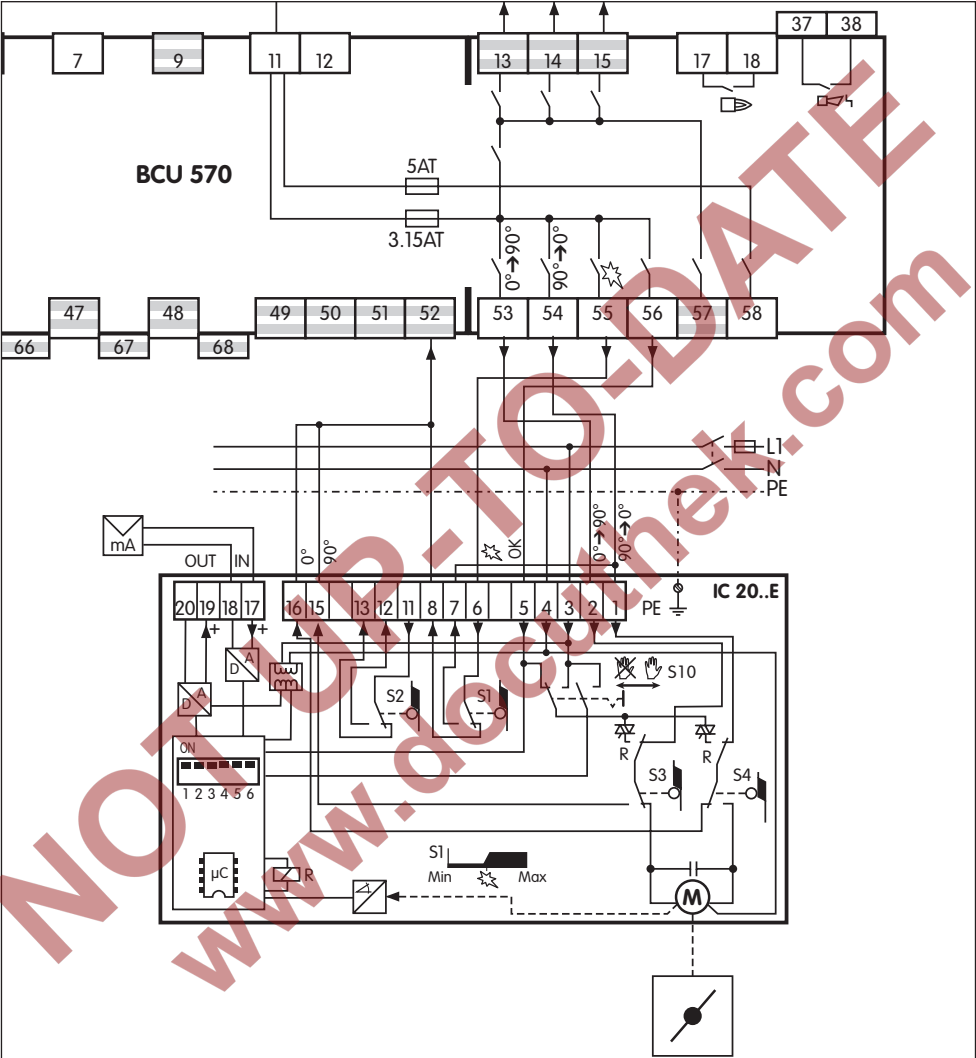 37 38
7 9 11 12 13 14 15 17 18
BCU 570
5AT
3.15AT
0°➔90°
90°➔0°
47 48 49 50 51 52 53 54 55 56 57 58
66 67 68
L1
N
PE
mA
OUT IN
0°
90°
OK
0°➔90°
90°➔0°
IC 20..E
20 19 18 17 16 15 13 12 11 8 7 6 5 4 3 2 1 PE
+ +
D A
D A
S2
S1
S10
R
R
S3
S4
ON
1 2 3 4 5 6
µC
R
S1
Min Max
M
NOT UP-TO-DATE
www.docuthek.com